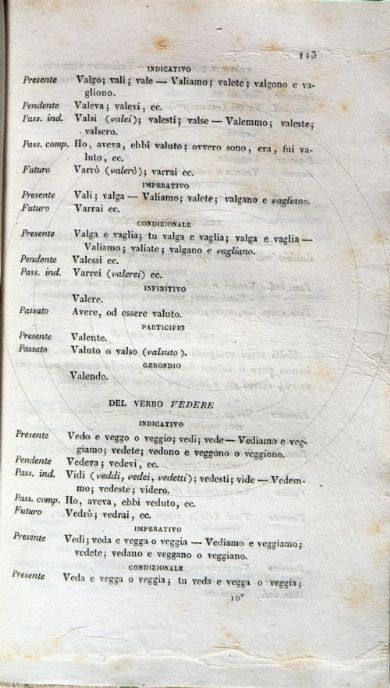 115
INDICATIVO
Presente Valgo; vali; vale — Valiamo; valete; valgono e va-
gliono.
Pendente Valeva; valevi, ec.
Pass. ind. Valsi (valei); valesti; valse — Valemmo; valeste;
valsero.
Pass. comp. Ho, aveva, ebbi valuto; ovvero sono, era, fui va-
luto, ec.
Futuro Varrò (valerò); varrai ec.
IMPERATIVO
Presente Vali; valga — Valiamo; valete; valgano e vagliano.
Futuro Varrai ec.
CONDIZIONALE
Presente Valga e vaglia; tu valga e vaglia; valga e vaglia —
Valiamo; valiate; valgano e vagliano.
Pendente Valessi ec.
Pass. ind. Varrei (valerei) ec.
INFINITIVO
Valere.
Passato Avere, od essere valuto.
PARTICIPIO
Presente Valente.
Passato Valuto o valso (valsuto).
GERONDIO
Valendo.
DEL VERBO VEDERE
INDICATIVO
Presente Vedo e veggo o veggio; vedi; vede — Vediamo e veg-
giamo; vedete; vedono e veggono o veggiono.
Pendente Vedeva; vedevi, ec.
Pass. ind. Vidi (veddi, vedei, vedetti); vedesti; vide — Vedem-
mo; vedeste; videro.
Pass. comp. Ho, aveva, ebbi veduto, ec.
Futuro Vedrò; vedrai, ec.
IMPERATIVO
Presente Vedi; veda e vegga o veggia — Vediamo e veggiamo;
vedete; vedano e veggano o veggiano.
CONDIZIONALE
Presente Veda e vegga o veggia; tu veda e vegga o veggia;
10*